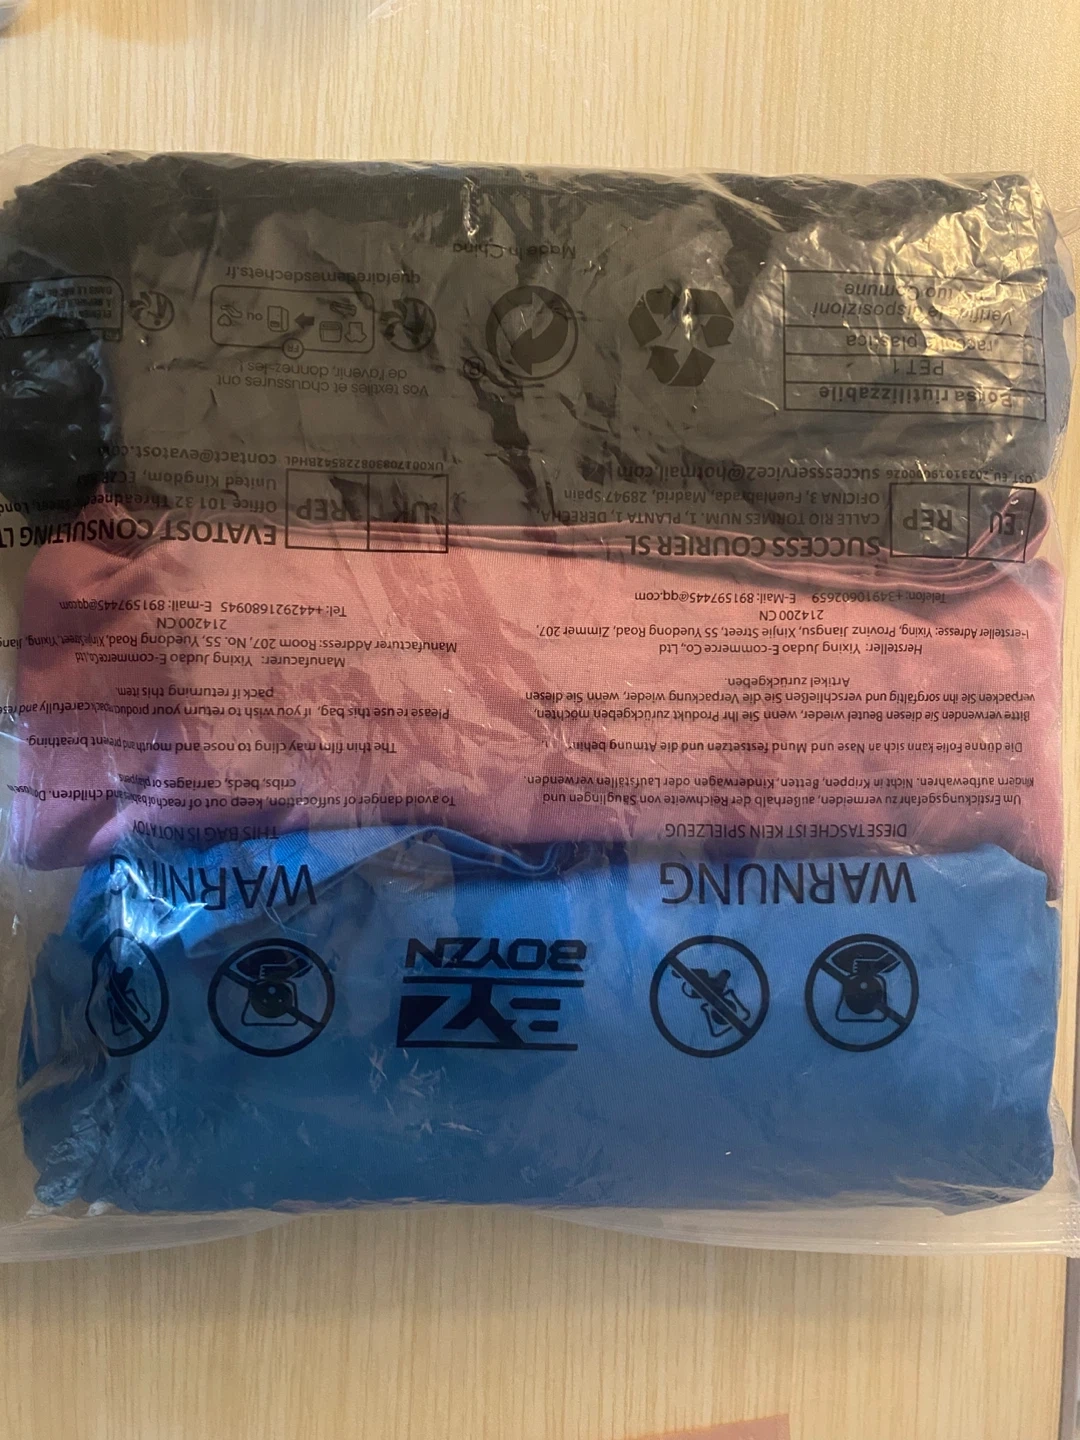 BYZ
BOYZN
WARNUNG
DIESE TASCHE IST KEIN SPIELZEUG
Um Erstickungsgefahr zu vermeiden, außerhalb der Reichweite von Säuglingen und
Kindern aufbewahren. Nicht in Krippen, Betten, Kinderwagen oder Laufställen verwenden.
Die dünne Folie kann sich an Nase und Mund festsetzen und die Atmung
Bitte verwenden Sie diesen Beutel wieder, wenn Sie Ihr Produkt zurückgeben möchten,
verpacken Sie ihn sorgfältig und verschließen Sie die Verpackung wieder, wenn Sie diesen
Artikel zurückgeben.
Hersteller: Yixing Judao E-commerce Co., Ltd
Hersteller Adresse: Yixing, Provinz Jiangsu, Xinjie Street, 55 Yuedong Road, Zimmer 207,
214200 CN
Telefon: +34910602659 E-Mail: 891597445@qq.com
WARNING
THIS BAG IS NOT A TOY
To avoid danger of suffocation, keep out of reach of babies and children. Do
cribs, beds, carriages or playpens
The thin film may cling to nose and mouth and prevent breathing.
Please reuse this bag, if you wish to return your product pack carefully and
pack if returning this item.
Manufacturer: Yixing Judao E-commerce Co., Ltd
Manufacturer Address: Room 207, No. 55, Yuedong Road, Xinjie Street, Yixing,
214200 CN
Tel: +442921680945 E-mail: 891597445@qq.com
EU REP
SUCCESS COURIER SL
CALLE RIO TORMES NUM. 1, PLANTA 1, DERECHA,
OFICINA 3, Fuenlabrada, Madrid, 28947 Spain
successservice2@hotmail.com
UK REP
EVATOST CONSULTING
Office 101 32 Threadneedle Street,
United Kingdom,
contact@evatost.com
Borsa riutilizzabile
PET 1
raccolta plastica
Verifica le disposizioni
Comune
Vos textiles et chaussures ont
de l'avenir, donnez-les !
FR
ou
quefairedemesdechets.fr
Made In China